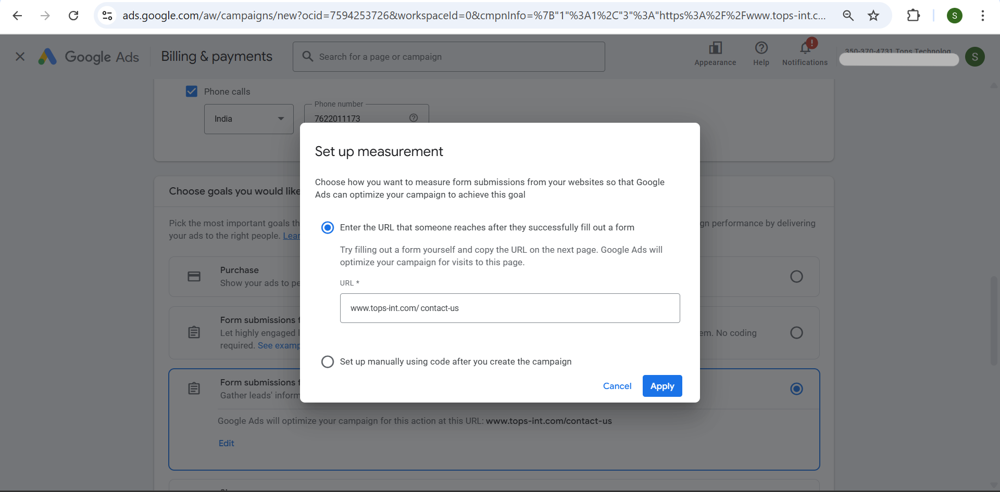 ads.google.com/aw/campaigns/new?ocid=7594253726&workspaceId=0&cmpnInfo=%7B"1"%3A1%2C"3"%3A"https%3A%2F%2Fwww.tops-int.c...
S
Google Ads
Billing & payments
Search for a page or campaign
Appearance
Help
!
Notifications
350-370-4731 Tops Technolog
S
Phone calls
India
Phone number
7622011173
Set up measurement
Choose how you want to measure form submissions from your websites so that Google
Ads can optimize your campaign to achieve this goal
Enter the URL that someone reaches after they successfully fill out a form
Try filling out a form yourself and copy the URL on the next page. Google Ads will
optimize your campaign for visits to this page.
URL *
www.tops-int.com/ contact-us
Set up manually using code after you create the campaign
Cancel
Apply
Choose goals you would like
Pick the most important goals th
gn performance by delivering
your ads to the right people. Lear
Purchase
Show your ads to pe
Form submissions f
Let highly engaged l
em. No coding
required. See examp
Form submissions f
Gather leads' inform
Google Ads will optimize your campaign for this action at this URL: www.tops-int.com/contact-us
Edit